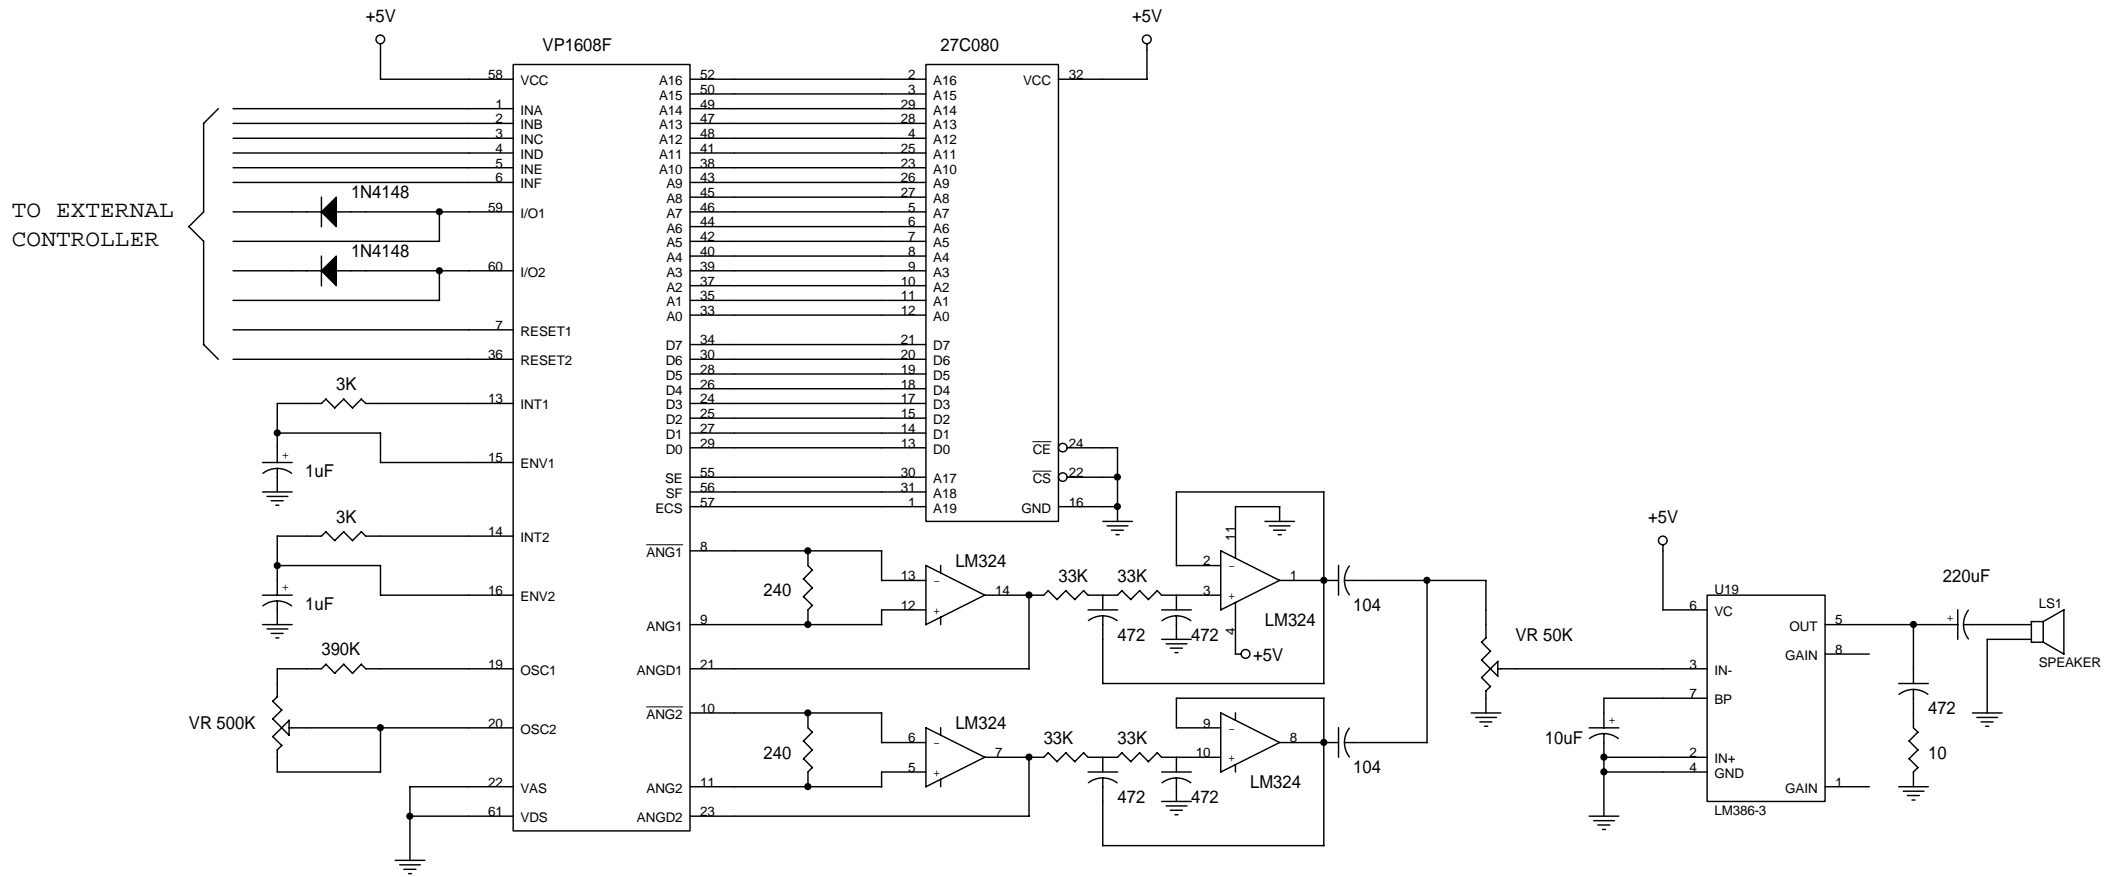 +5V
+5V
VP1608F
27C080
58 VCC
A16 52
2 A16
VCC 32
A15 50
3 A15
1 INA
A14 49
29 A14
2 INB
A13 47
28 A13
3 INC
A12 48
4 A12
4 IND
A11 41
25 A11
5 INE
A10 38
23 A10
6 INF
A9 43
26 A9
1N4148
A8 45
27 A8
TO EXTERNAL
CONTROLLER
59 I/O1
A7 46
5 A7
A6 44
6 A6
A5 42
7 A5
1N4148
A4 40
8 A4
60 I/O2
A3 39
9 A3
A2 37
10 A2
A1 35
11 A1
A0 33
12 A0
7 RESET1
D7 34
21 D7
36 RESET2
D6 30
20 D6
D5 28
19 D5
3K
D4 26
18 D4
13 INT1
D3 24
17 D3
D2 25
15 D2
D1 27
14 D1
D0 29
13 D0
CE 24
15 ENV1
+
1uF
SE 55
30 A17
CS 22
SF 56
31 A18
ECS 57
1 A19
GND 16
3K
14 INT2
ANG1 8
16 ENV2
+
1uF
240
ANG1 9
13 -
12 +
LM324
14
33K
33K
472
472
2 -
3 +
11
4
1
LM324
+5V
104
390K
19 OSC1
ANGD1 21
VR 500K
20 OSC2
ANG2 10
240
6 -
5 +
LM324
7
33K
33K
472
472
9 -
10 +
8
LM324
104
22 VAS
ANG2 11
61 VDS
ANGD2 23
VR 50K
+5V
U19
6 VC
OUT 5
GAIN 8
3 IN-
7 BP
+
10uF
2 IN+
4 GND
GAIN 1
LM386-3
220uF
+
LS1
SPEAKER
472
10